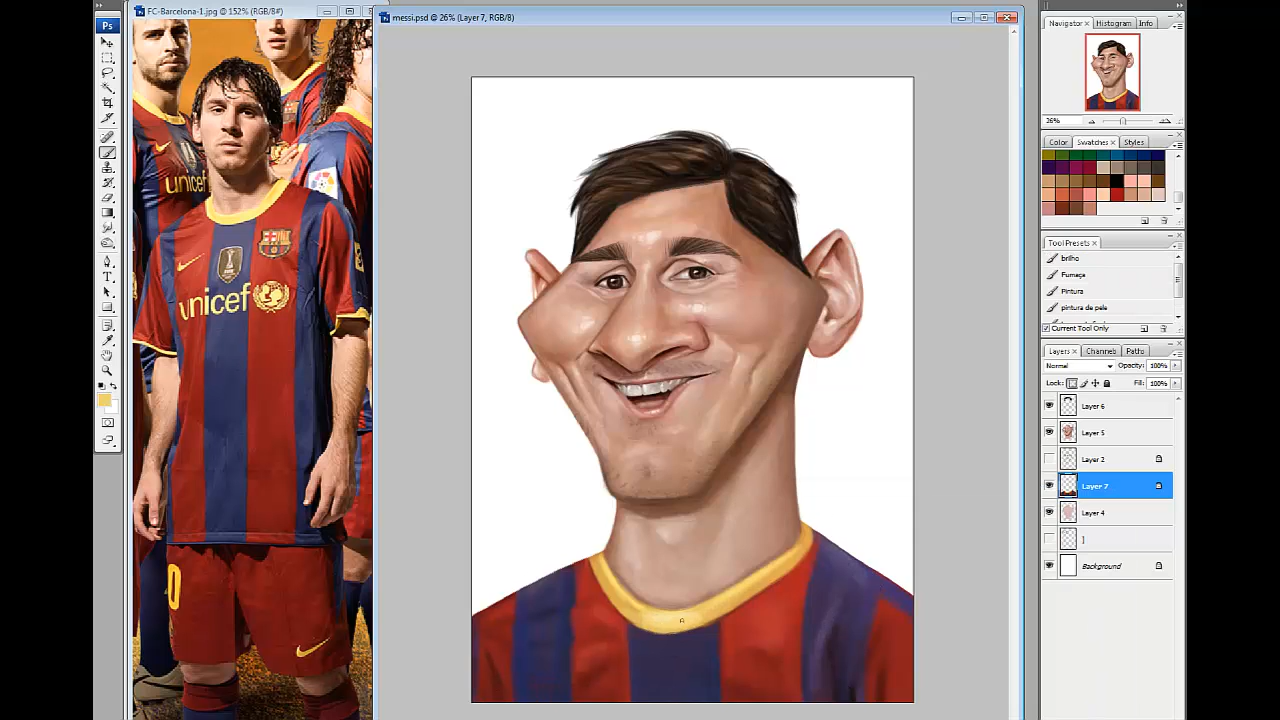 FC-Barcelona-1.jpg @ 152% (RGB/8#)
messi.psd @ 26% (Layer 7, RGB/8)
Ps
unicef
unicef
0
Navigator × Histogram Info
26%
Color Swatches × Styles
Tool Presets ×
brilho
Fumaça
Pintura
pintura de pele
Current Tool Only
Layers × Channels Paths
Normal Opacity: 100%
Lock: Fill: 100%
Layer 6
Layer 5
Layer 2
Layer 7
Layer 4
]
Background
T